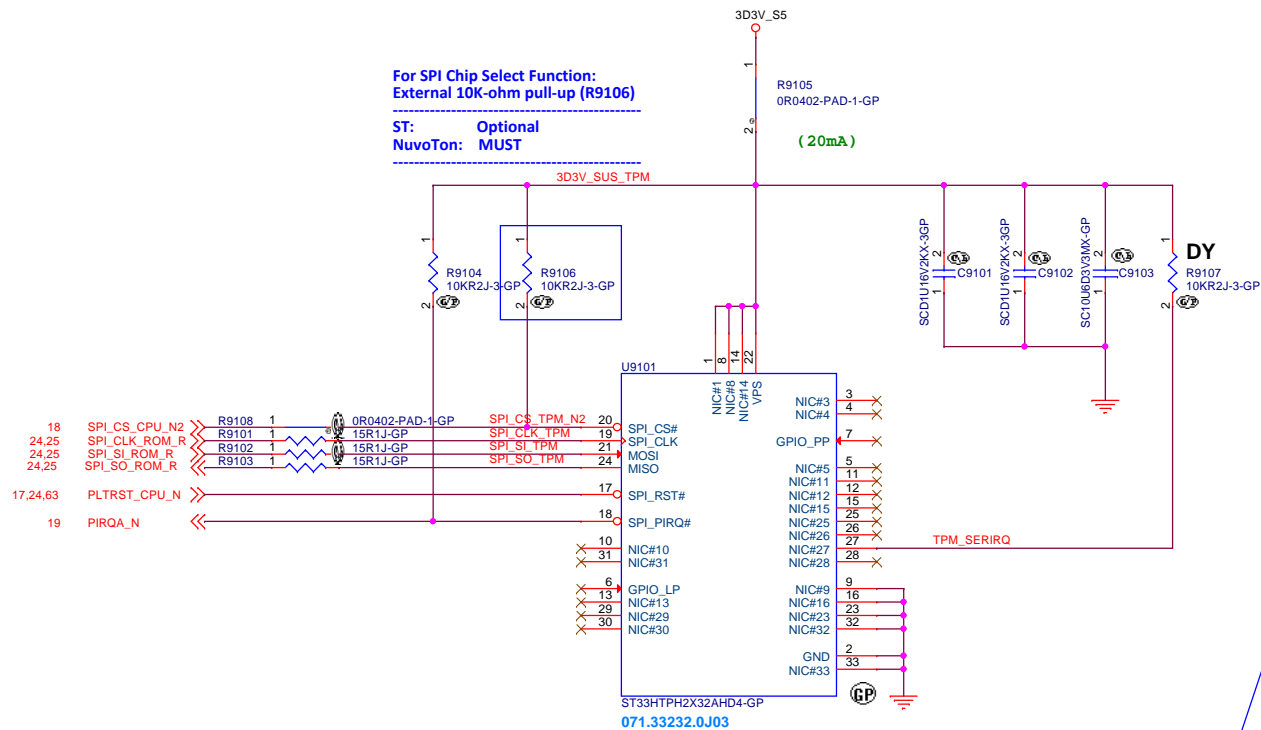 3D3V_S5
1
R9105
0R0402-PAD-1-GP
2
(20mA)
For SPI Chip Select Function:
External 10K-ohm pull-up (R9106)
----------------------------------------
ST: Optional
NuvoTon: MUST
----------------------------------------
3D3V_SUS_TPM
1
R9104
10KR2J-3-GP
2
1
R9106
10KR2J-3-GP
2
SCD1U16V2KX-3GP
2
C9101
1
SCD1U16V2KX-3GP
2
C9102
1
SC10U6D3V3MX-GP
2
C9103
1
DY
1
R9107
10KR2J-3-GP
2
U9101
1 8 14 22
NIC#1 NIC#8 NIC#14 VPS
18 SPI_CS_CPU_N2 R9108 1 0R0402-PAD-1-GP SPI_CS_TPM_N2 20 SPI_CS#
24,25 SPI_CLK_ROM_R R9101 1 15R1J-GP SPI_CLK_TPM 19 SPI_CLK
24,25 SPI_SI_ROM_R R9102 1 15R1J-GP SPI_SI_TPM 21 MOSI
24,25 SPI_SO_ROM_R R9103 1 15R1J-GP SPI_SO_TPM 24 MISO
17,24,63 PLTRST_CPU_N 17 SPI_RST#
19 PIRQA_N 18 SPI_PIRQ#
10 NIC#10
31 NIC#31
6 GPIO_LP
13 NIC#13
29 NIC#29
30 NIC#30
NIC#3 3
NIC#4 4
GPIO_PP 7
NIC#5 5
NIC#11 11
NIC#12 12
NIC#15 15
NIC#25 25
NIC#26 26
NIC#27 27 TPM_SERIRQ
NIC#28 28
NIC#9 9
NIC#16 16
NIC#23 23
NIC#32 32
GND 2
NIC#33 33
GP
ST33HTPH2X32AHD4-GP
071.33232.0J03